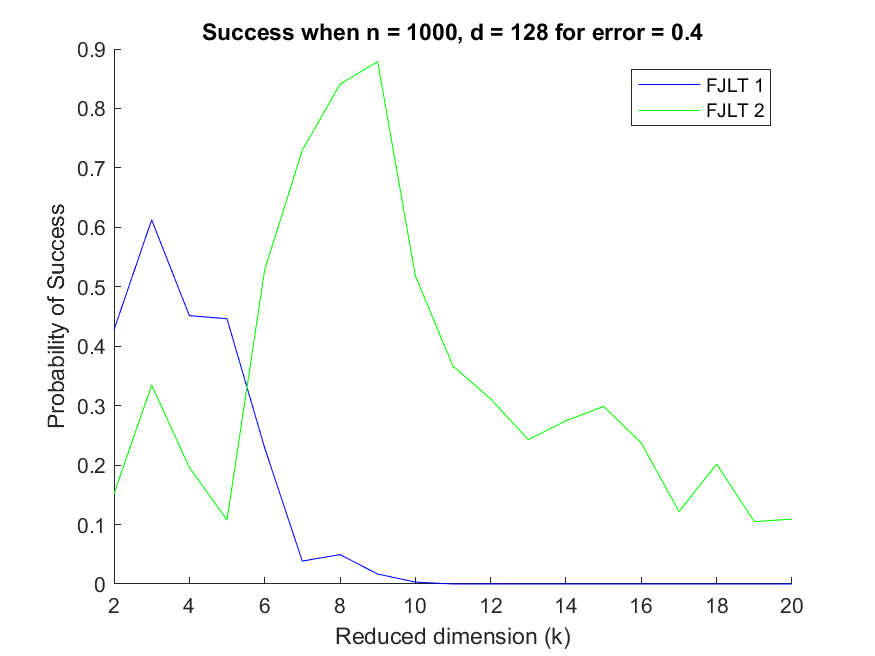 Success when n = 1000, d = 128 for error = 0.4
FJLT 1
FJLT 2
Probability of Success
0.9
0.8
0.7
0.6
0.5
0.4
0.3
0.2
0.1
0
2 4 6 8 10 12 14 16 18 20
Reduced dimension (k)